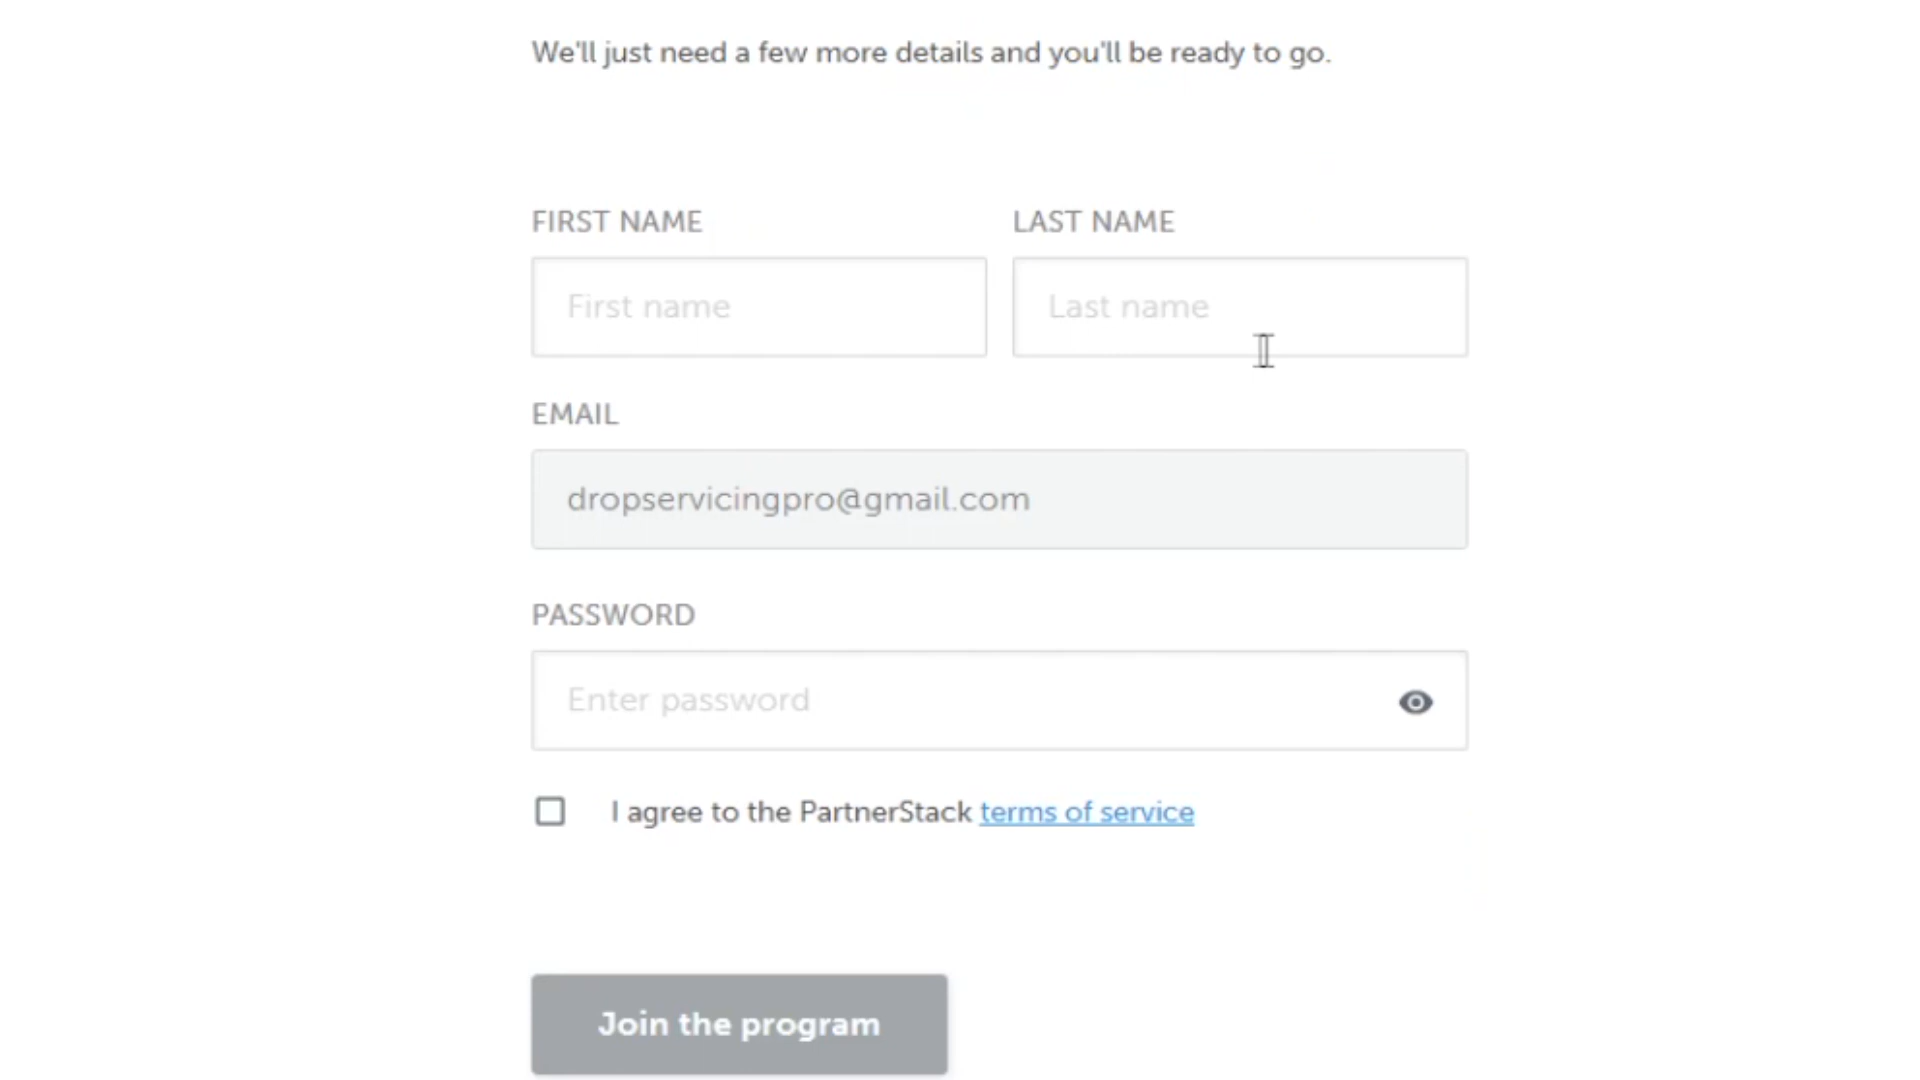 We'll just need a few more details and you'll be ready to go.
FIRST NAME
LAST NAME
First name
Last name
EMAIL
dropservicingpro@gmail.com
PASSWORD
Enter password
I agree to the PartnerStack terms of service
Join the program